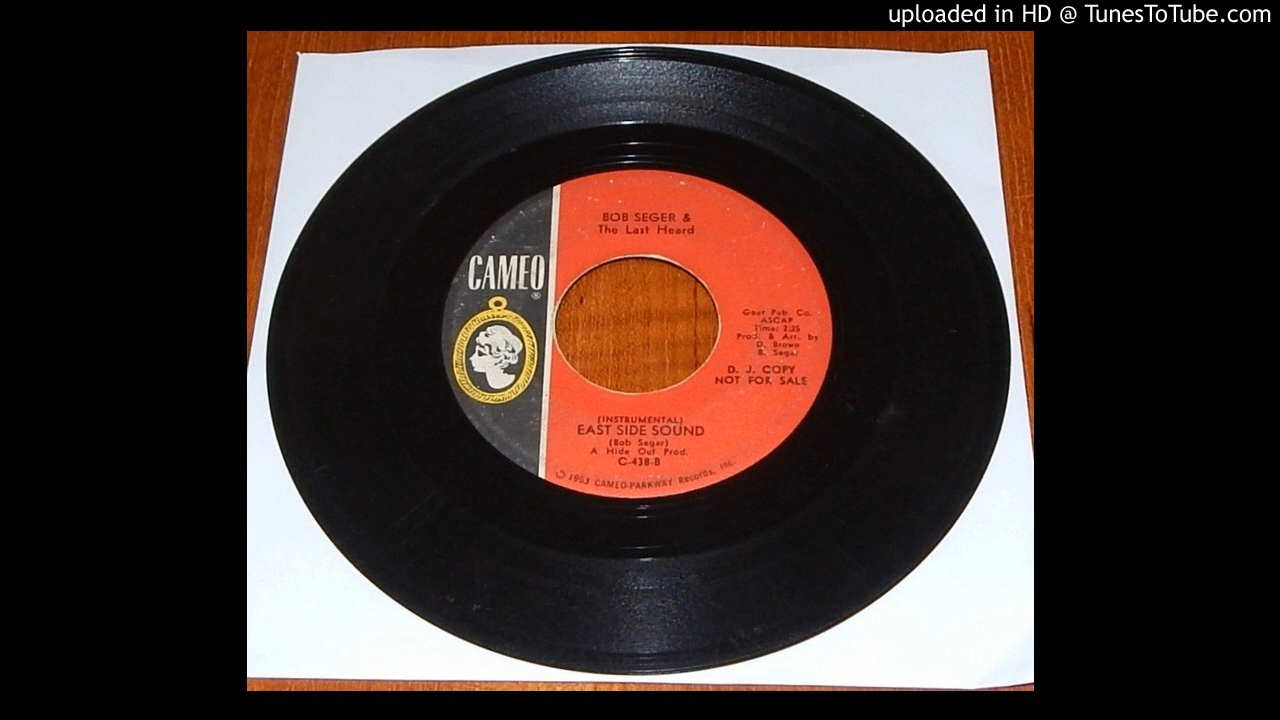 uploaded in HD @ TunesToTube.com
BOB SEGER &
The Last Heard
CAMEO
®
Gear Pub. Co.
ASCAP
Time: 2:25
Prod. & Arr. by
D. Brown
B. Seger
D. J. COPY
NOT FOR SALE
(INSTRUMENTAL)
EAST SIDE SOUND
(Bob Seger)
A Hide Out Prod.
C-438-B
© 1963 CAMEO-PARKWAY Records, Inc.